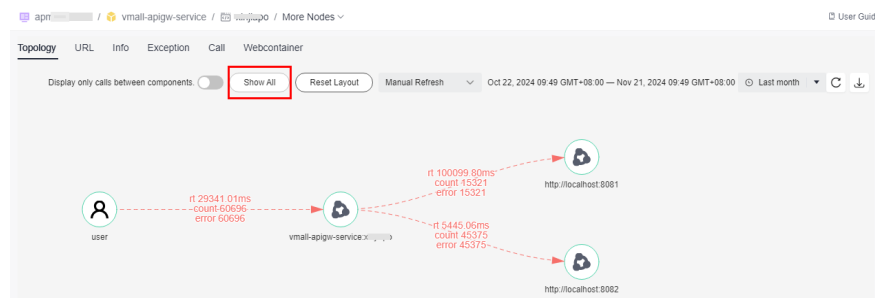 apm / vmall-apigw-service / po / More Nodes
User Guid
Topology URL Info Exception Call Webcontainer
Display only calls between components. Show All Reset Layout Manual Refresh Oct 22, 2024 09:49 GMT+08:00 — Nov 21, 2024 09:49 GMT+08:00 Last month
rt 29341.01ms
count 60696
error 60696
user
vmall-apigw-service:
rt 100099.80ms
count 15321
error 15321
http://localhost:8081
rt 5445.06ms
count 45375
error 45375
http://localhost:8082